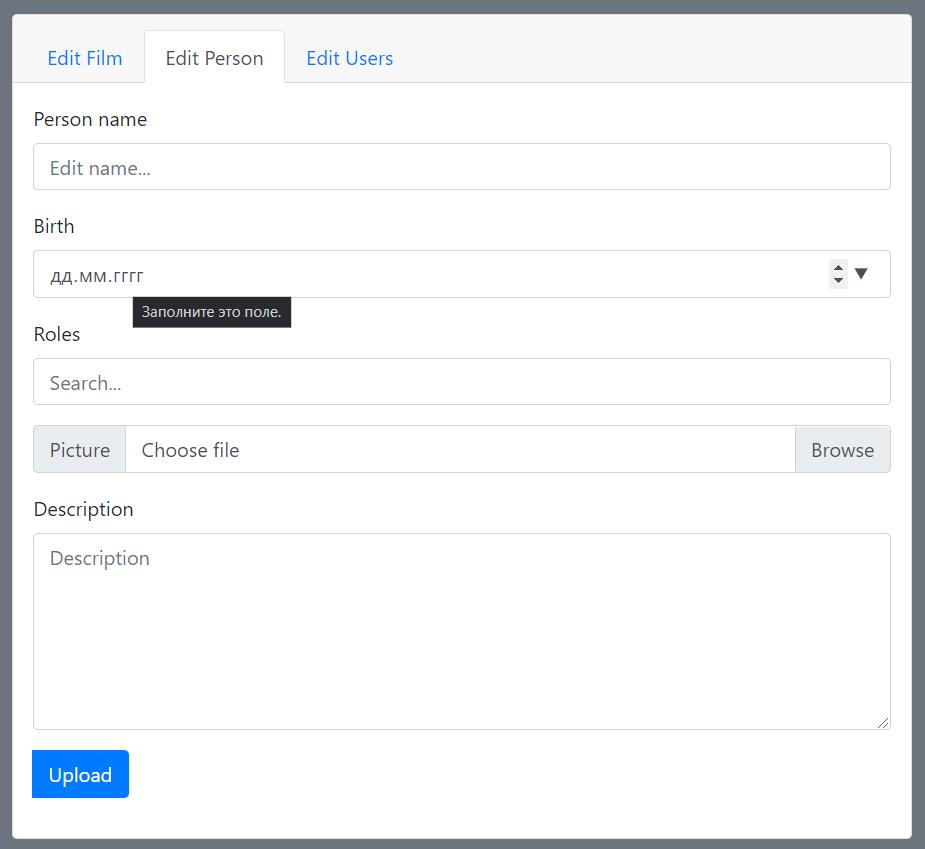 Edit Film Edit Person Edit Users
Person name
Edit name...
Birth
дд.мм.гггг
Заполните это поле.
Roles
Search...
Picture Choose file Browse
Description
Description
Upload